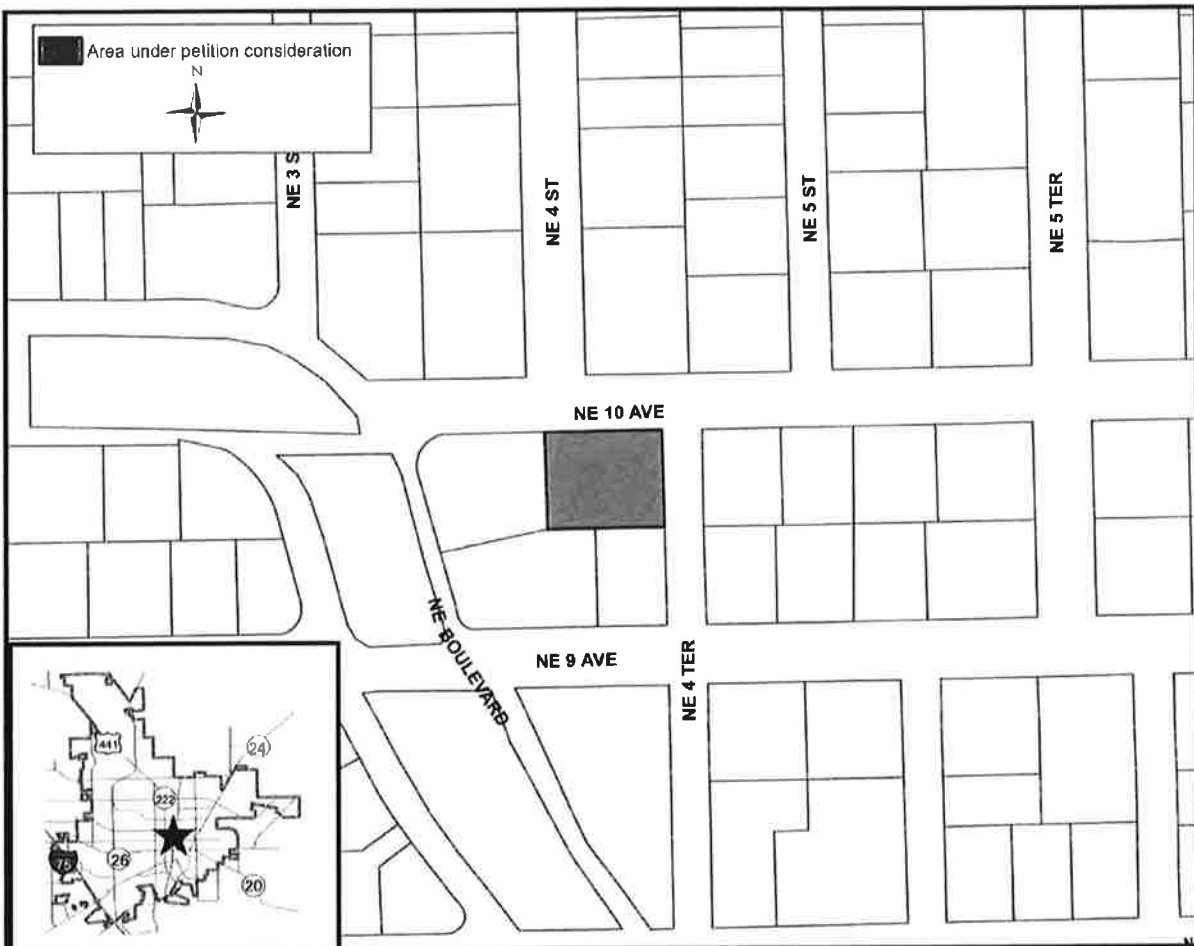 Area under petition consideration
N
NE 3 S
NE 4 ST
NE 5 ST
NE 5 TER
NE 10 AVE
NE BOULEVARD
NE 9 AVE
NE 4 TER
441
24
222
75
26
20
N